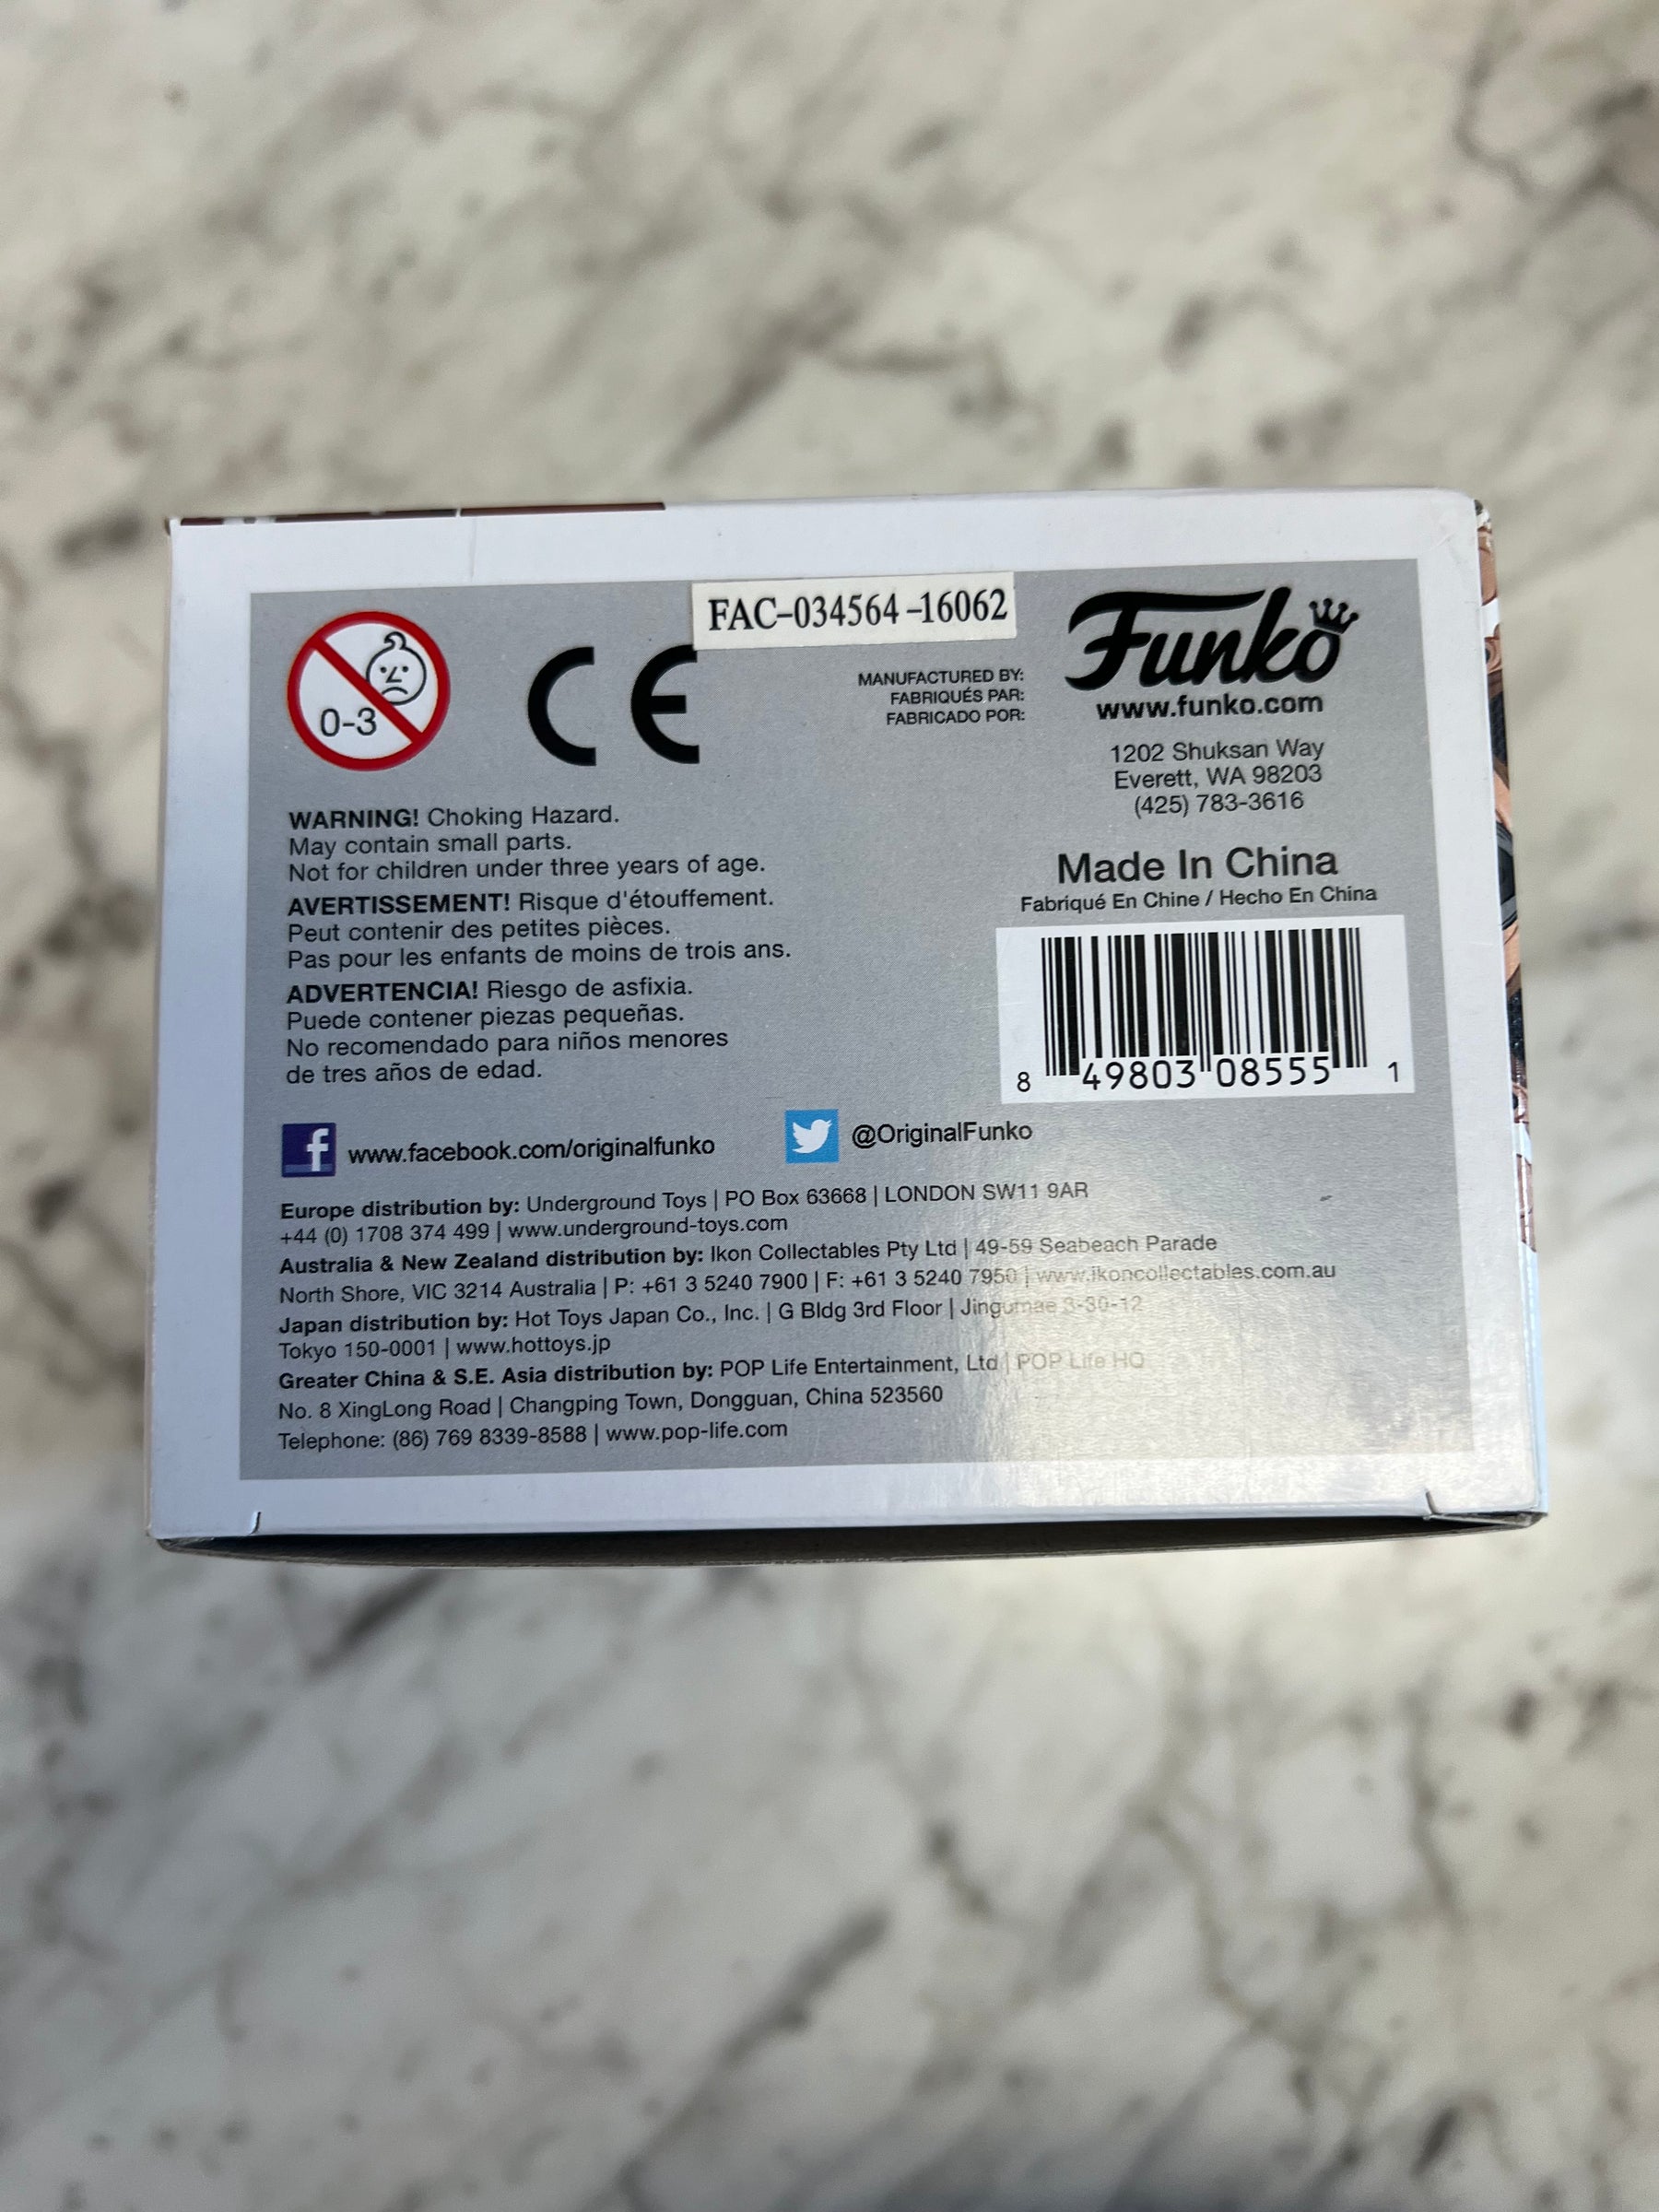 FAC-034564-16062
0-3
CE
MANUFACTURED BY:
FABRIQUÉS PAR:
FABRICADO POR:
Funko
www.funko.com
1202 Shuksan Way
Everett, WA 98203
(425) 783-3616
WARNING! Choking Hazard.
May contain small parts.
Not for children under three years of age.
AVERTISSEMENT! Risque d'étouffement.
Peut contenir des petites pièces.
Pas pour les enfants de moins de trois ans.
ADVERTENCIA! Riesgo de asfixia.
Puede contener piezas pequeñas.
No recomendado para niños menores
de tres años de edad.
Made In China
Fabriqué En Chine / Hecho En China
8 49803 08555 1
f www.facebook.com/originalfunko
@OriginalFunko
Europe distribution by: Underground Toys | PO Box 63668 | LONDON SW11 9AR
+44 (0) 1708 374 499 | www.underground-toys.com
Australia & New Zealand distribution by: Ikon Collectables Pty Ltd | 49-59 Seabeach Parade
North Shore, VIC 3214 Australia | P: +61 3 5240 7900 | F: +61 3 5240 7950 | www.ikoncollectables.com.au
Japan distribution by: Hot Toys Japan Co., Inc. | G Bldg 3rd Floor | Jingumae 3-30-12
Tokyo 150-0001 | www.hottoys.jp
Greater China & S.E. Asia distribution by: POP Life Entertainment, Ltd | POP Life HQ
No. 8 XingLong Road | Changping Town, Dongguan, China 523560
Telephone: (86) 769 8339-8588 | www.pop-life.com